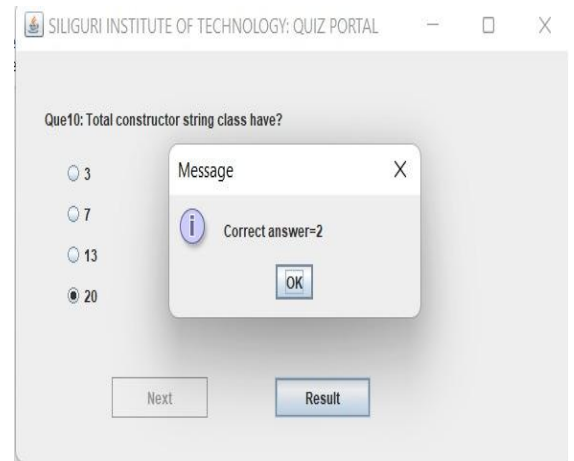 SILIGURI INSTITUTE OF TECHNOLOGY: QUIZ PORTAL
Que10: Total constructor string class have?
3
7
13
20
Message
Correct answer=2
OK
Next
Result